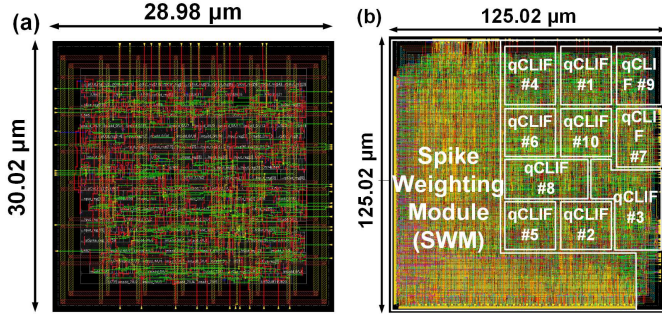 (a)
28.98 µm
30.02 µm
(b)
125.02 µm
125.02 µm
qCLIF
#4
qCLIF
#1
qCLI
F #9
qCLIF
#6
qCLIF
#10
qCLI
F
#7
Spike
Weighting
Module
(SWM)
qCLIF
#8
qCLIF
#3
qCLIF
#5
qCLIF
#2